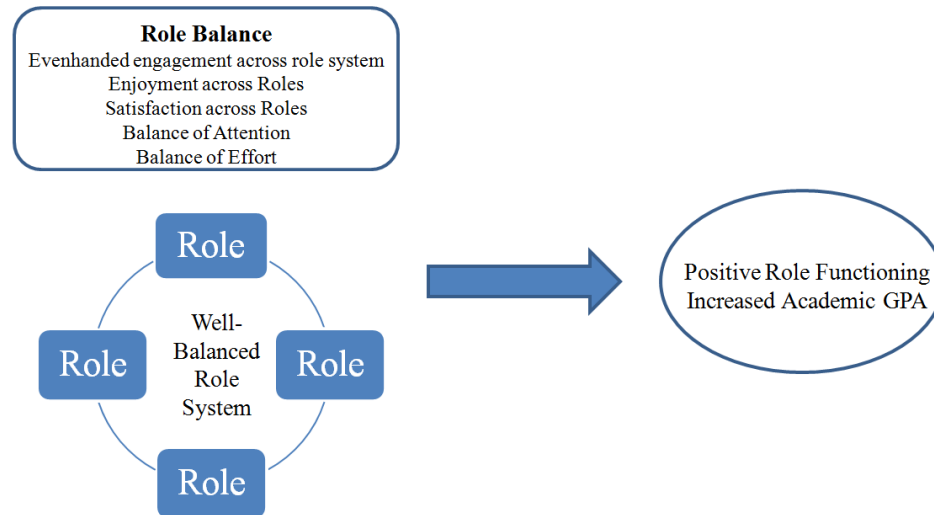 Role Balance
Evenhanded engagement across role system
Enjoyment across Roles
Satisfaction across Roles
Balance of Attention
Balance of Effort
Role
Role
Well-
Balanced
Role
System
Role
Role
Positive Role Functioning
Increased Academic GPA